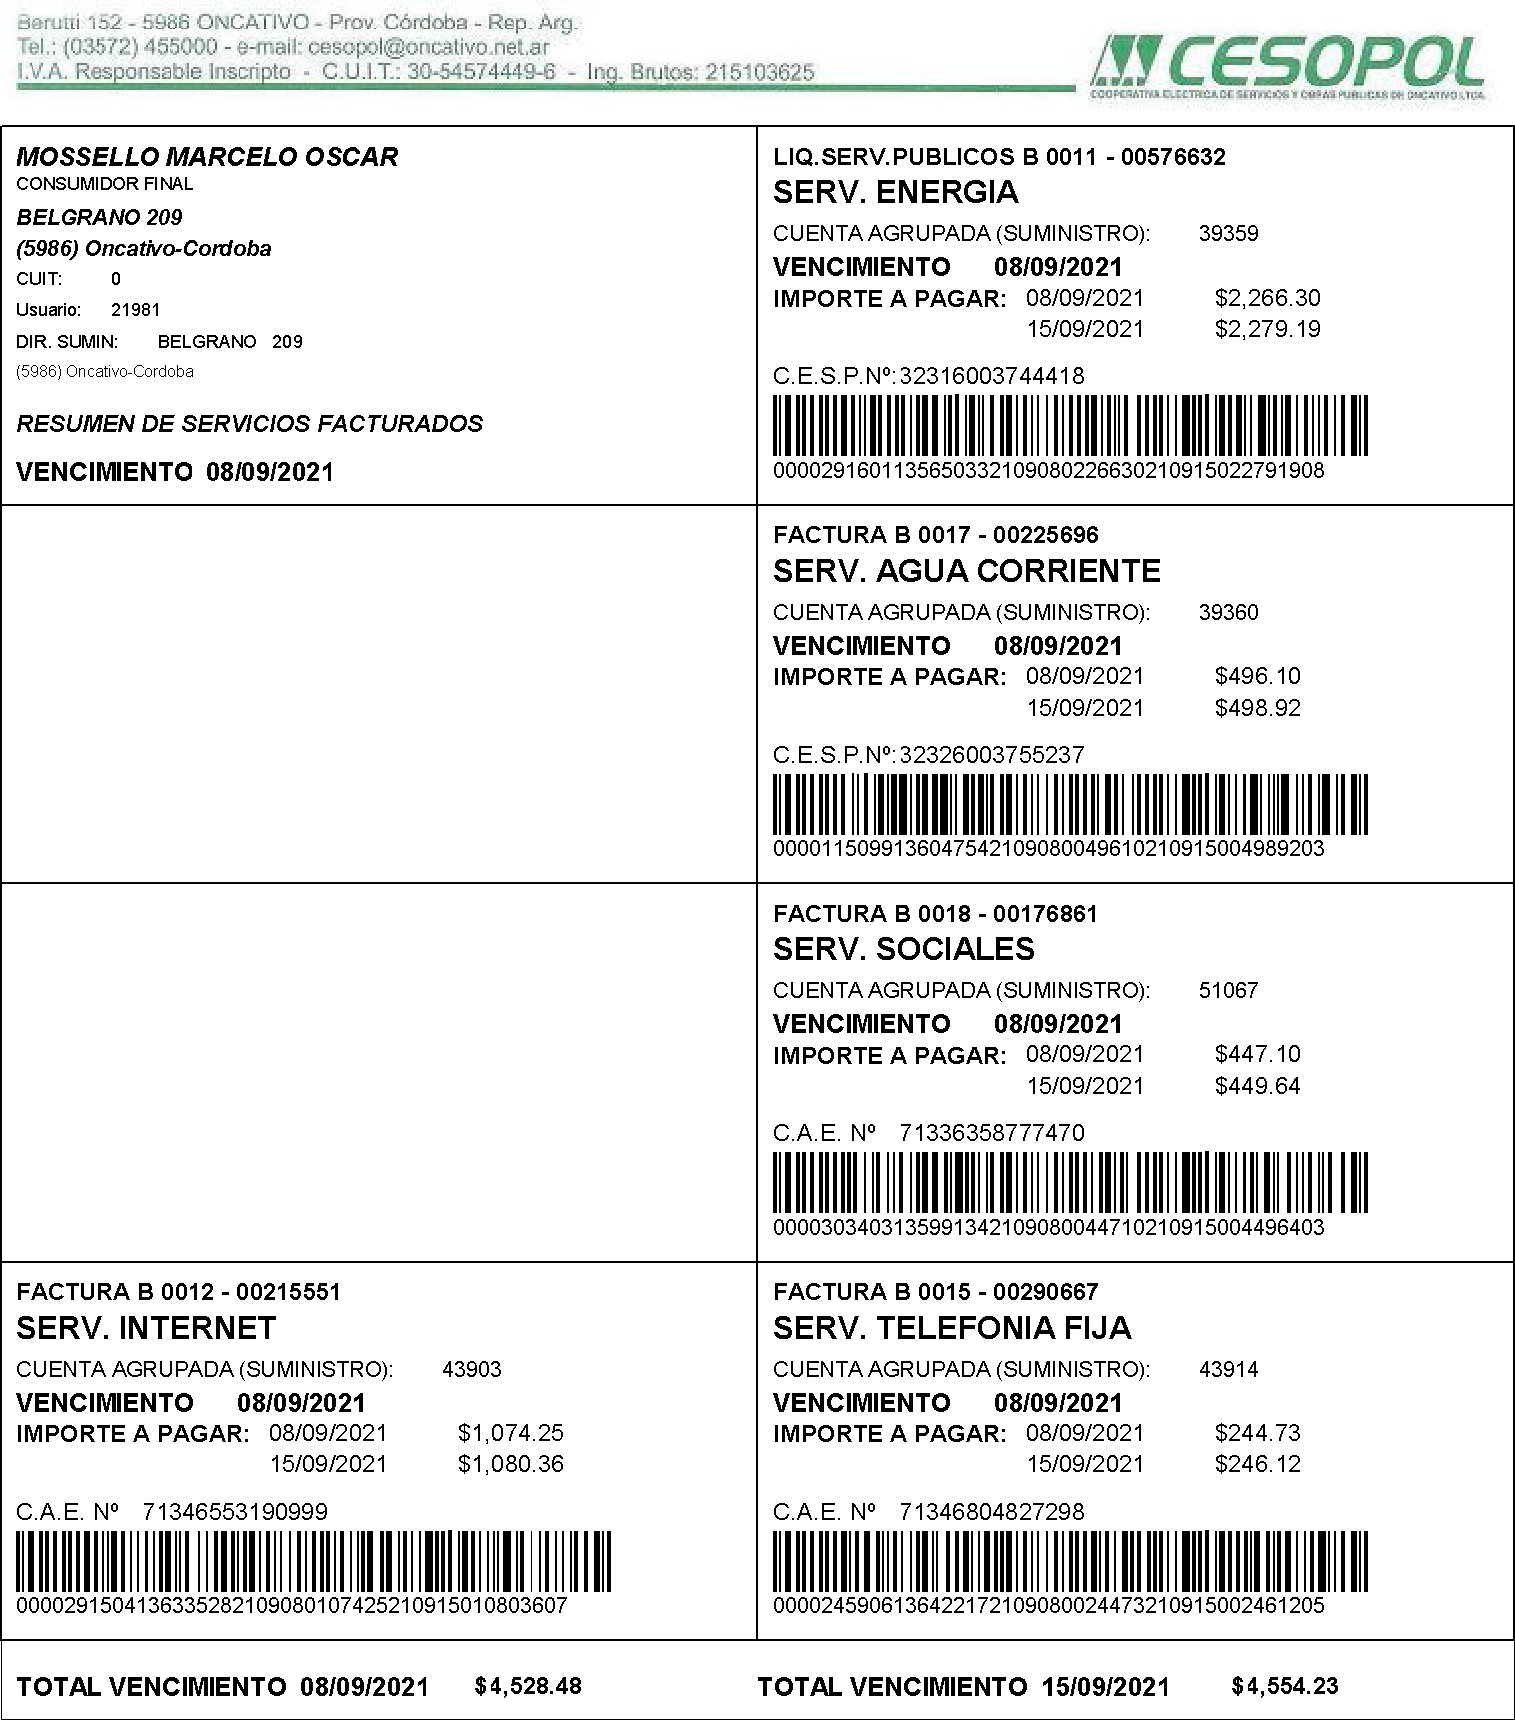 Berutti 152 - 5986 ONCATIVO - Prov. Córdoba - Rep. Arg.
Tel.: (03572) 455000 - e-mail: cesopol@oncativo.net.ar
I.V.A. Responsable Inscripto - C.U.I.T.: 30-54574449-6 - Ing. Brutos: 215103625
CESOPOL
COOPERATIVA ELECTRICA DE SERVICIOS Y OBRAS PUBLICAS DE ONCATIVO LTDA.
MOSSELLO MARCELO OSCAR
CONSUMIDOR FINAL
BELGRANO 209
(5986) Oncativo-Cordoba
CUIT: 0
Usuario: 21981
DIR. SUMIN: BELGRANO 209
(5986) Oncativo-Cordoba
RESUMEN DE SERVICIOS FACTURADOS
VENCIMIENTO 08/09/2021
LIQ.SERV.PUBLICOS B 0011 - 00576632
SERV. ENERGIA
CUENTA AGRUPADA (SUMINISTRO): 39359
VENCIMIENTO 08/09/2021
IMPORTE A PAGAR: 08/09/2021 $2,266.30
15/09/2021 $2,279.19
C.E.S.P.Nº: 32316003744418
0000291601135650332109080226630210915022791908
FACTURA B 0017 - 00225696
SERV. AGUA CORRIENTE
CUENTA AGRUPADA (SUMINISTRO): 39360
VENCIMIENTO 08/09/2021
IMPORTE A PAGAR: 08/09/2021 $496.10
15/09/2021 $498.92
C.E.S.P.Nº: 32326003755237
0000115099136047542109080049610210915004989203
FACTURA B 0018 - 00176861
SERV. SOCIALES
CUENTA AGRUPADA (SUMINISTRO): 51067
VENCIMIENTO 08/09/2021
IMPORTE A PAGAR: 08/09/2021 $447.10
15/09/2021 $449.64
C.A.E. Nº 71336358777470
0000303403135991342109080044710210915004496403
FACTURA B 0012 - 00215551
SERV. INTERNET
CUENTA AGRUPADA (SUMINISTRO): 43903
VENCIMIENTO 08/09/2021
IMPORTE A PAGAR: 08/09/2021 $1,074.25
15/09/2021 $1,080.36
C.A.E. Nº 71346553190999
0000291504136335282109080107425210915010803607
FACTURA B 0015 - 00290667
SERV. TELEFONIA FIJA
CUENTA AGRUPADA (SUMINISTRO): 43914
VENCIMIENTO 08/09/2021
IMPORTE A PAGAR: 08/09/2021 $244.73
15/09/2021 $246.12
C.A.E. Nº 71346804827298
0000245906136422172109080024473210915002461205
TOTAL VENCIMIENTO 08/09/2021 $4,528.48
TOTAL VENCIMIENTO 15/09/2021 $4,554.23